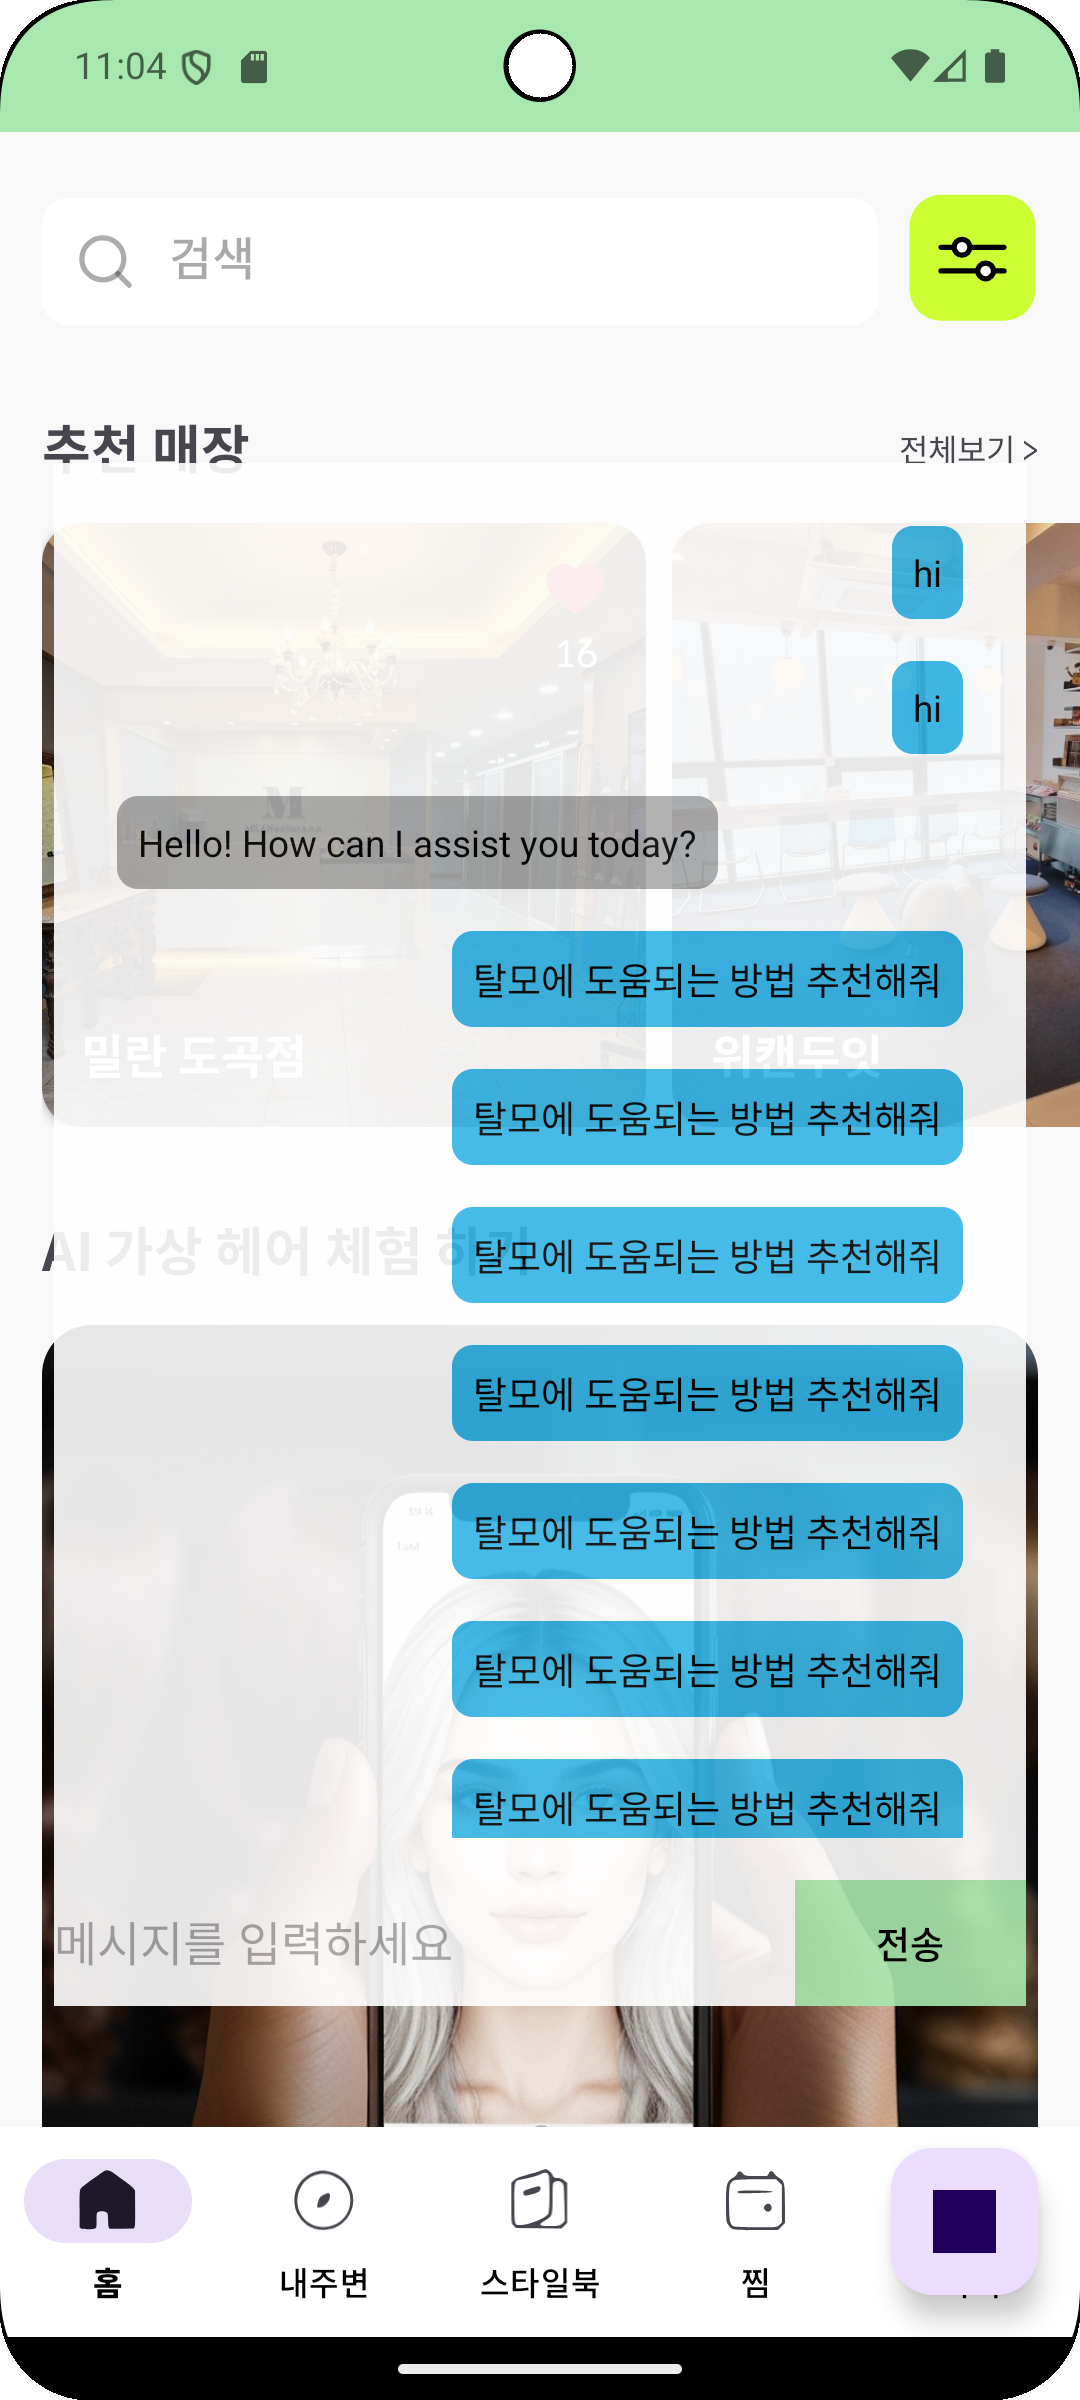 11:04
검색
추천 매장
전체보기 >
hi
16
hi
M
Hello! How can I assist you today?
탈모에 도움되는 방법 추천해줘
밀란 도곡점
위캔두잇
탈모에 도움되는 방법 추천해줘
AI 가상 헤어 체험 하기
탈모에 도움되는 방법 추천해줘
탈모에 도움되는 방법 추천해줘
탈모에 도움되는 방법 추천해줘
탈모에 도움되는 방법 추천해줘
탈모에 도움되는 방법 추천해줘
메시지를 입력하세요
전송
홈
내주변
스타일북
찜